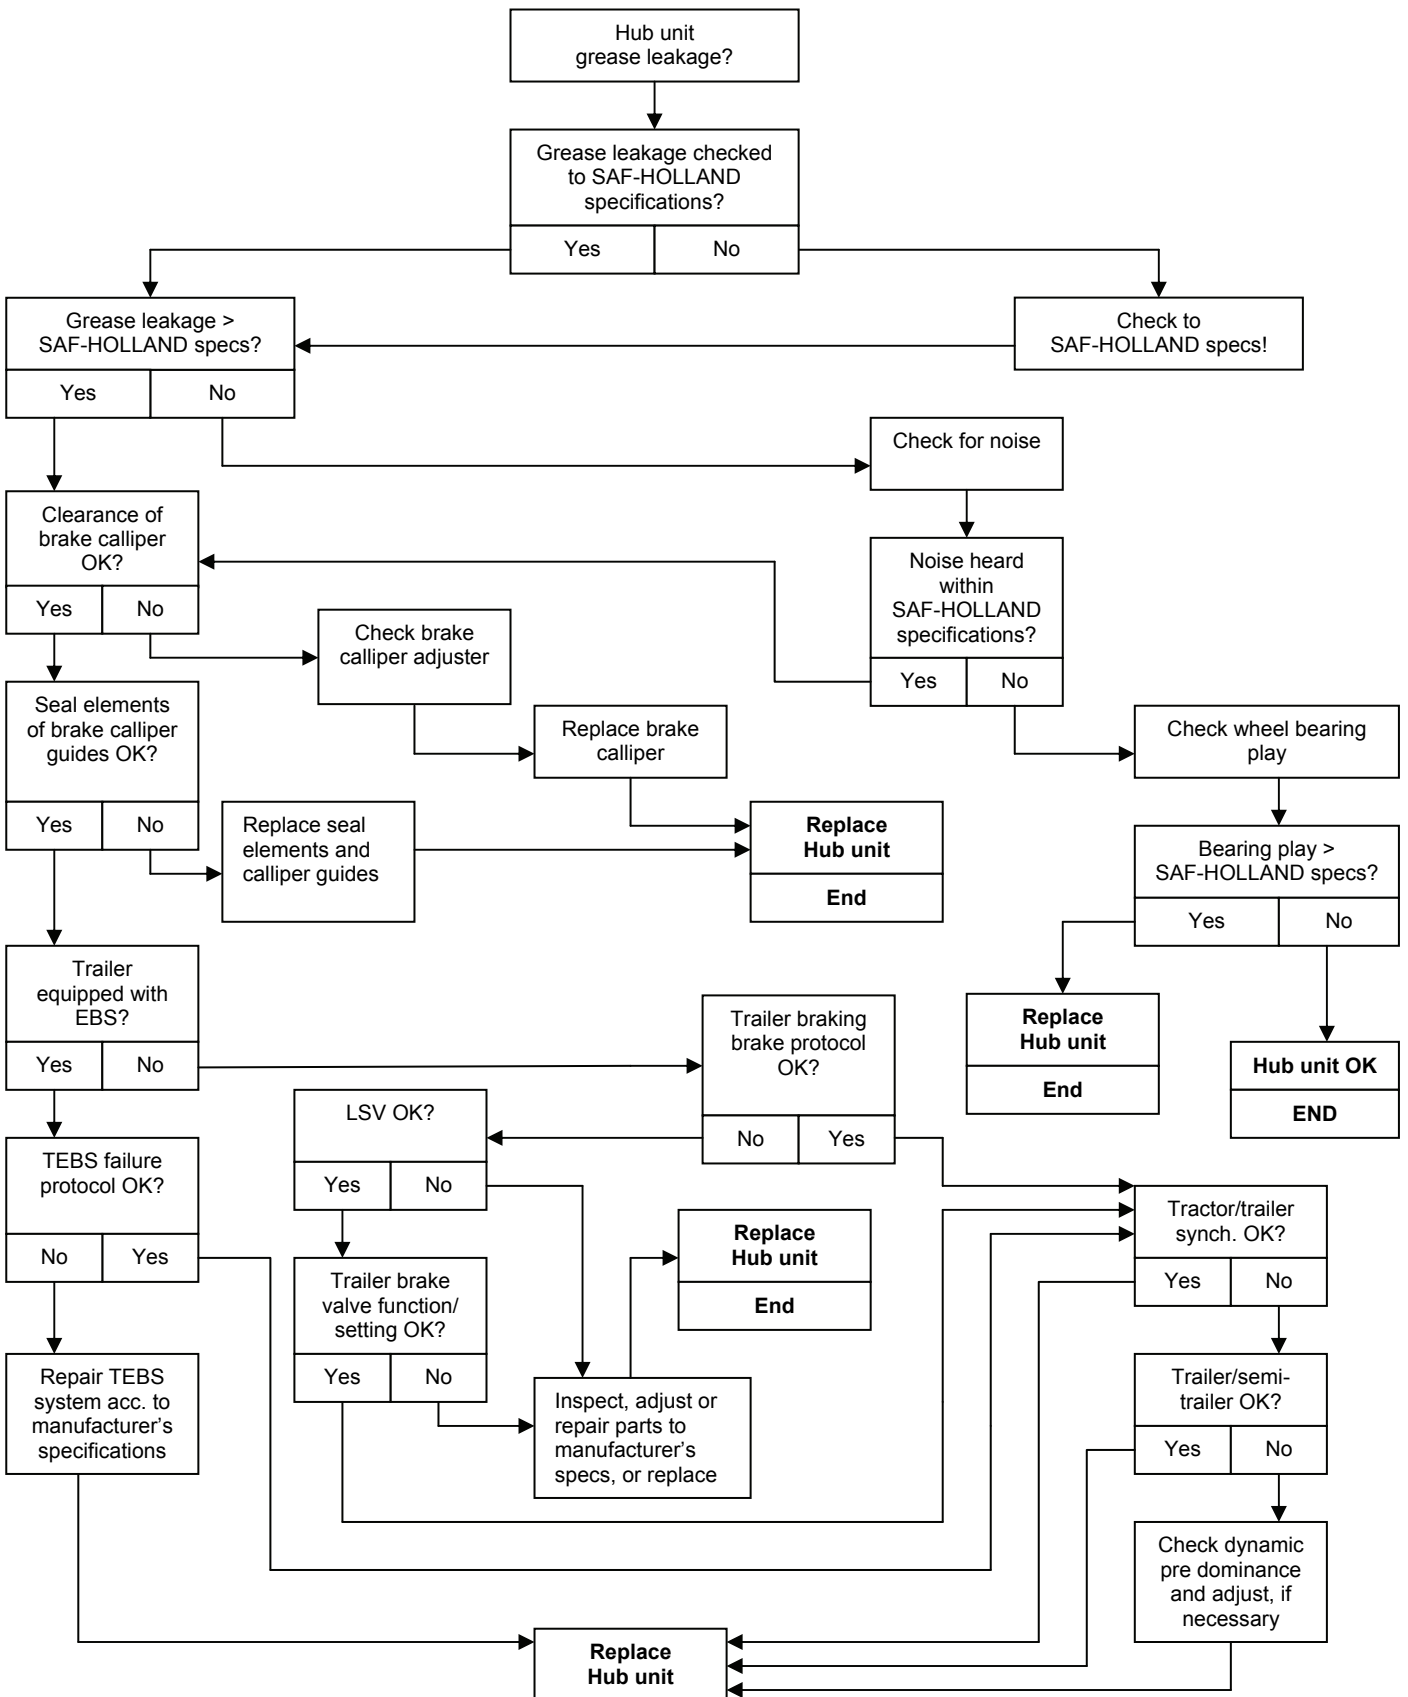 Hub unit
grease leakage?
Grease leakage checked
to SAF-HOLLAND
specifications?
Yes
No
Grease leakage >
SAF-HOLLAND specs?
Yes
No
Check to
SAF-HOLLAND specs!
Check for noise
Clearance of
brake calliper
OK?
Yes
No
Noise heard
within
SAF-HOLLAND
specifications?
Yes
No
Check brake
calliper adjuster
Seal elements
of brake calliper
guides OK?
Yes
No
Replace brake
calliper
Check wheel bearing
play
Replace seal
elements and
calliper guides
Replace
Hub unit
End
Bearing play >
SAF-HOLLAND specs?
Yes
No
Trailer
equipped with
EBS?
Yes
No
Trailer braking
brake protocol
OK?
No
Yes
Replace
Hub unit
End
Hub unit OK
END
LSV OK?
Yes
No
TEBS failure
protocol OK?
No
Yes
Tractor/trailer
synch. OK?
Yes
No
Replace
Hub unit
End
Trailer brake
valve function/
setting OK?
Yes
No
Repair TEBS
system acc. to
manufacturer’s
specifications
Inspect, adjust or
repair parts to
manufacturer’s
specs, or replace
Trailer/semi-
trailer OK?
Yes
No
Check dynamic
pre dominance
and adjust, if
necessary
Replace
Hub unit